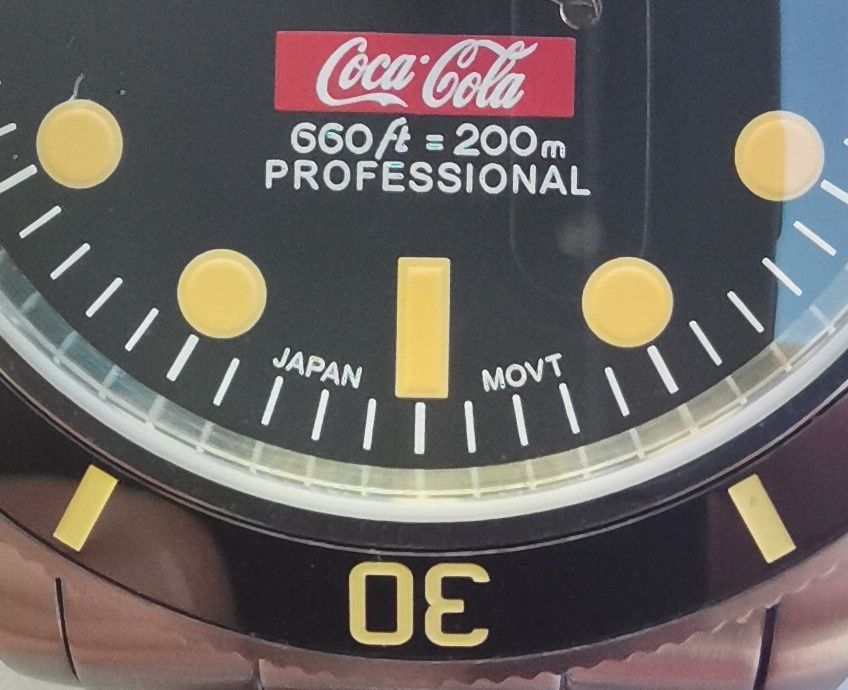 Coca-Cola
660ft = 200m
PROFESSIONAL
JAPAN MOVT
30